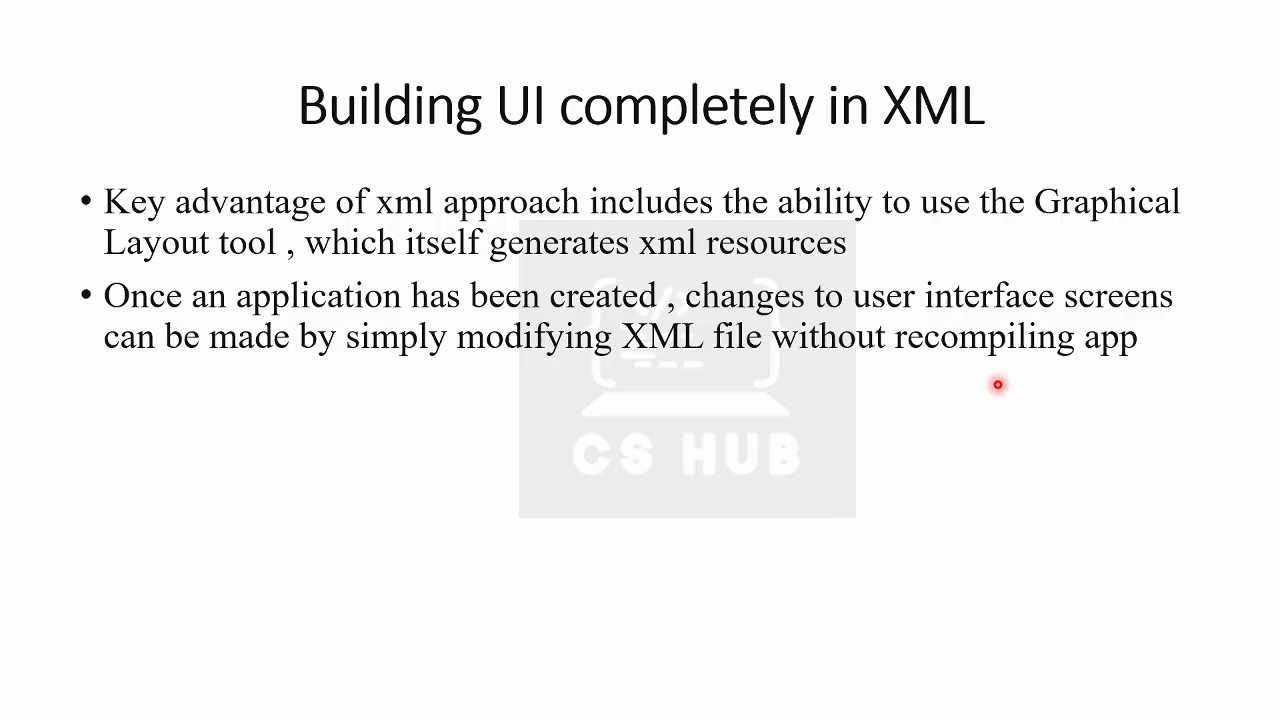 Building UI completely in XML
• Key advantage of xml approach includes the ability to use the Graphical
Layout tool , which itself generates xml resources
• Once an application has been created , changes to user interface screens
can be made by simply modifying XML file without recompiling app
CS HUB